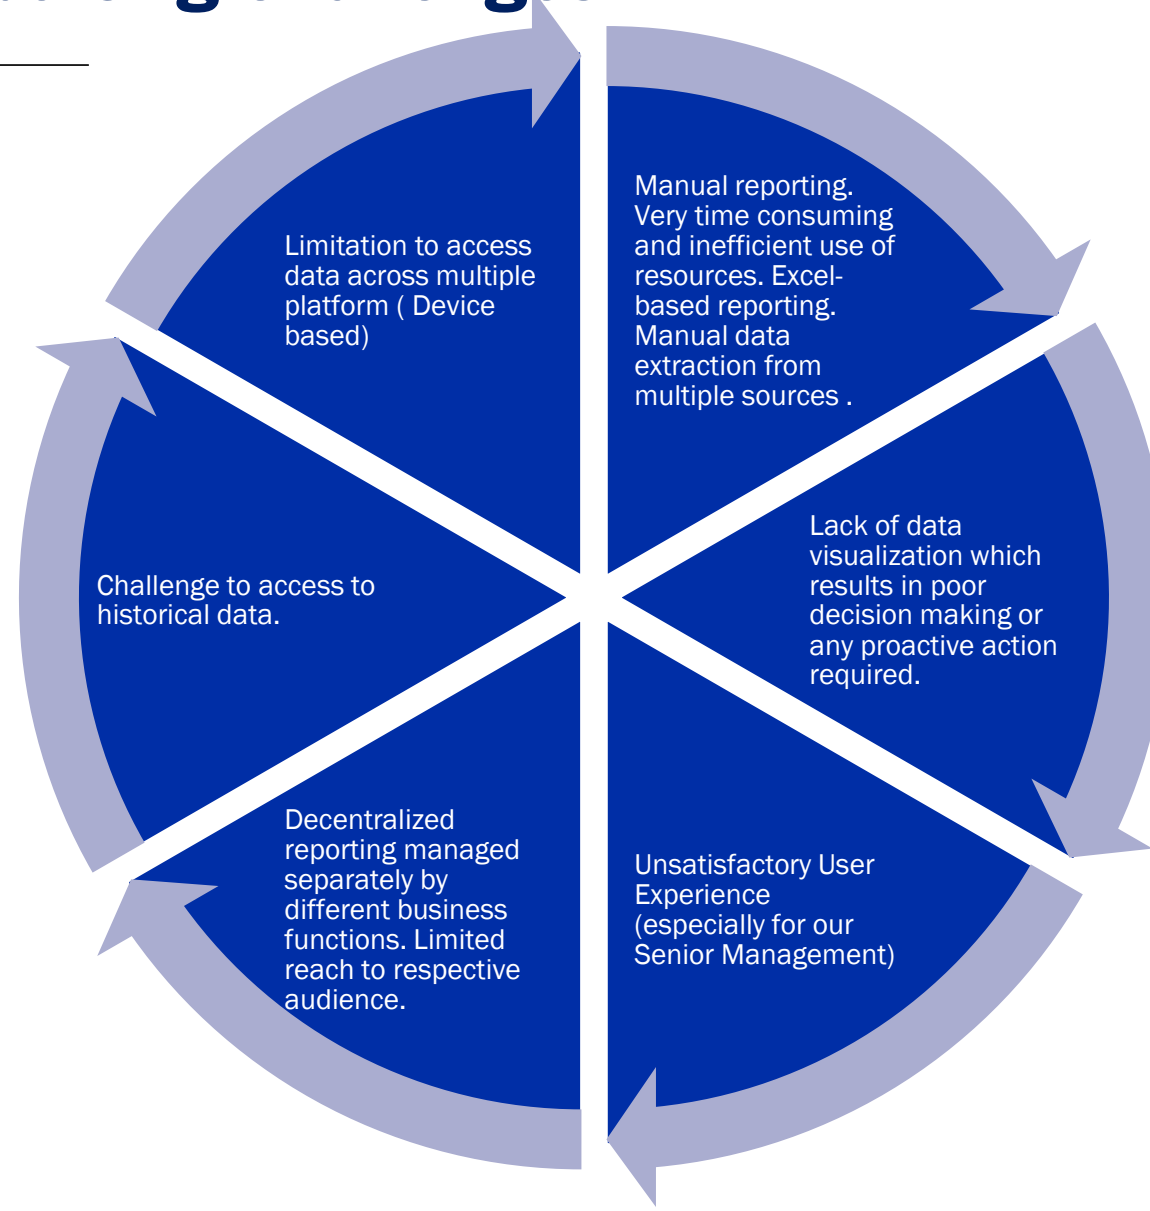 Manual reporting.
Very time consuming
and inefficient use of
resources. Excel-
based reporting.
Manual data
extraction from
multiple sources .
Lack of data
visualization which
results in poor
decision making or
any proactive action
required.
Unsatisfactory User
Experience
(especially for our
Senior Management)
Decentralized
reporting managed
separately by
different business
functions. Limited
reach to respective
audience.
Challenge to access to
historical data.
Limitation to access
data across multiple
platform ( Device
based)